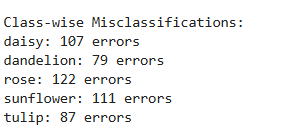 Class-wise Misclassifications:
daisy: 107 errors
dandelion: 79 errors
rose: 122 errors
sunflower: 111 errors
tulip: 87 errors